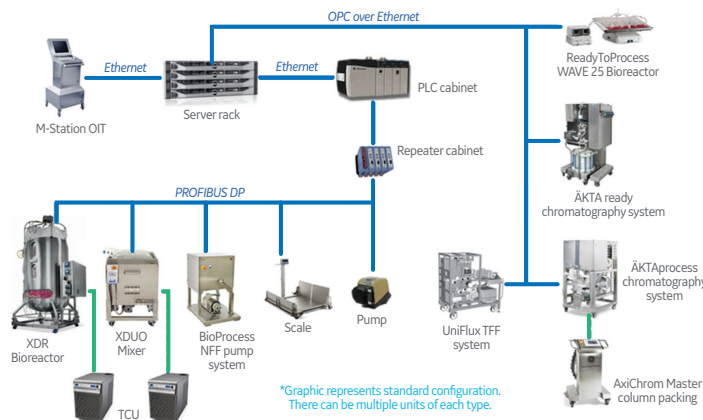 OPC over Ethernet
Ethernet
Ethernet
M-Station OIT
Server rack
PLC cabinet
ReadyToProcess
WAVE 25 Bioreactor
Repeater cabinet
ÄKTA ready
chromatography system
PROFIBUS DP
XDR
Bioreactor
XDUO
Mixer
BioProcess
NFF pump
system
Scale
Pump
UniFlux TFF
system
ÄKTAprocess
chromatography
system
TCU
*Graphic represents standard configuration.
There can be multiple units of each type.
AxiChrom Master
column packing